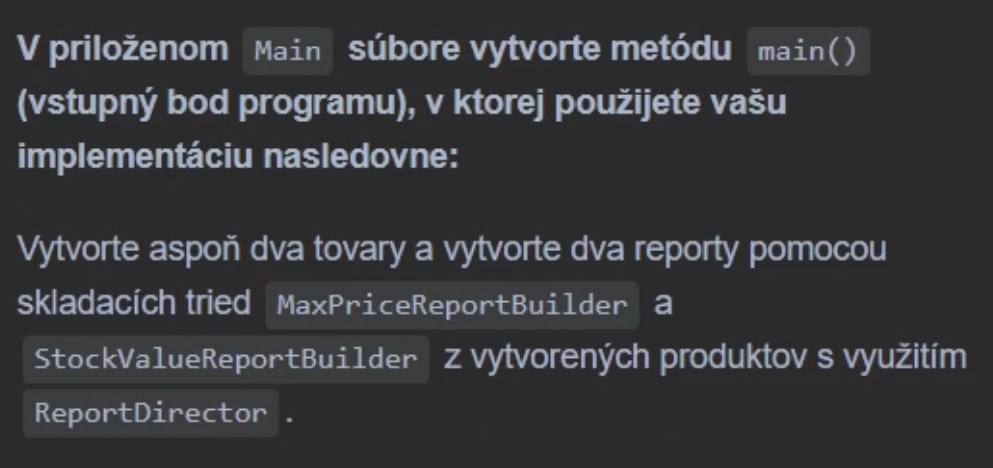 V priloženom Main súbore vytvorte metódu main()
(vstupný bod programu), v ktorej použijete vašu
implementáciu nasledovne:
Vytvorte aspoň dva tovary a vytvorte dva reporty pomocou
skladacích tried MaxPriceReportBuilder a
StockValueReportBuilder z vytvorených produktov s využitím
ReportDirector.